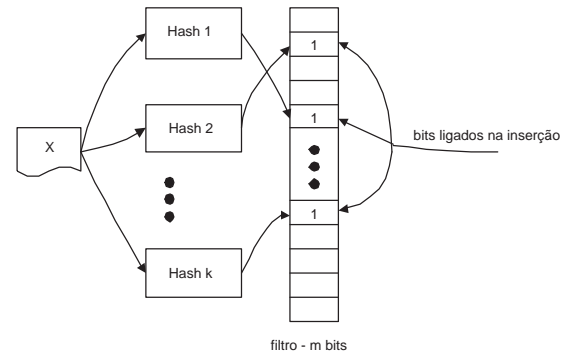 Hash 1
1
1
Hash 2
bits ligados na inserção
X
1
Hash k
filtro - m bits